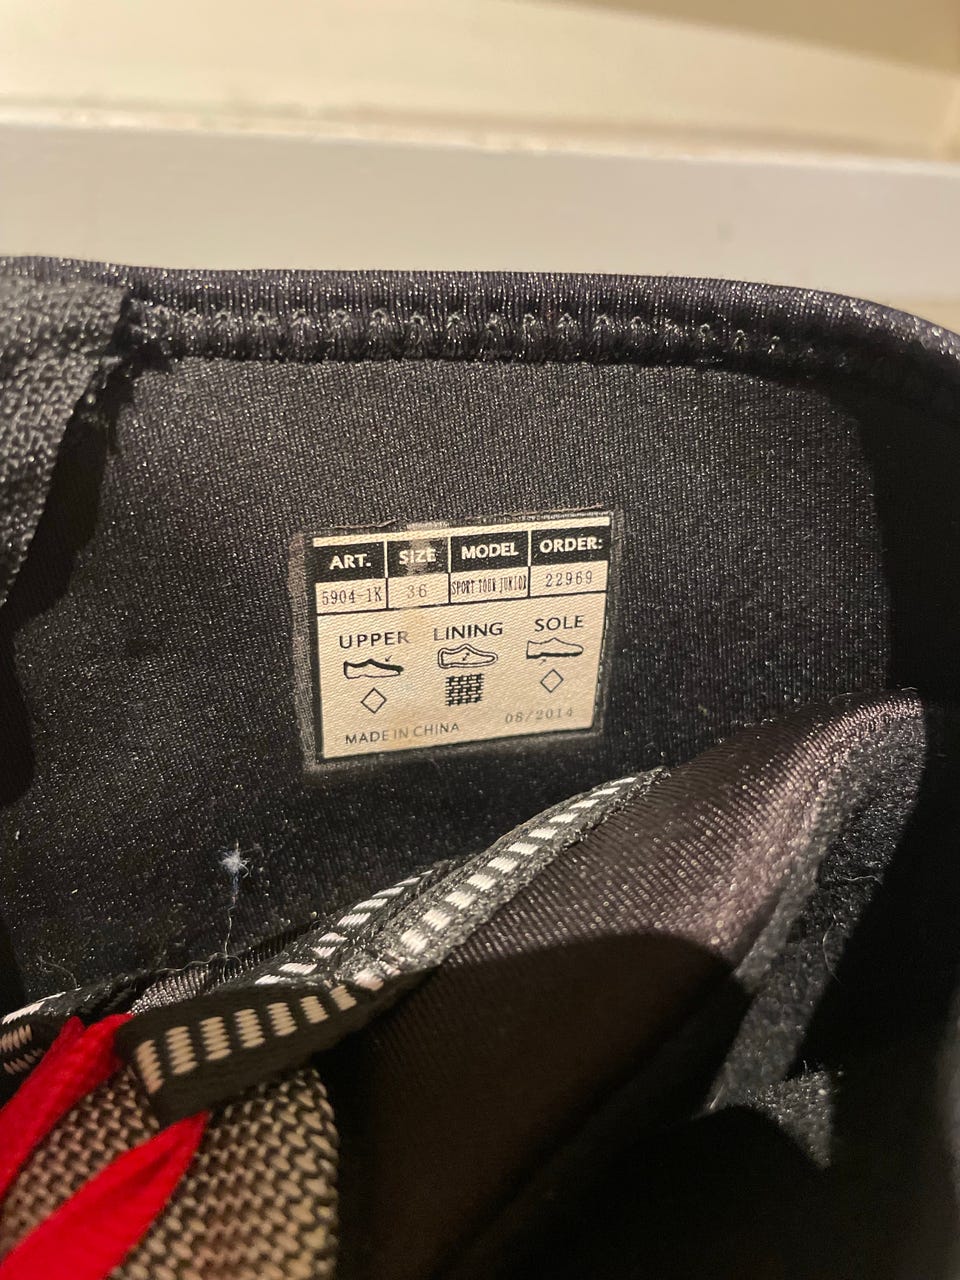 ART. SIZE MODEL ORDER:
5904-1K 36 SPORT TOUR JUNIOR 22969
UPPER LINING SOLE
MADE IN CHINA 08/2014